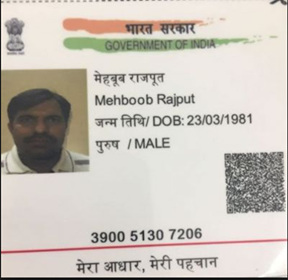 भारत सरकार
GOVERNMENT OF INDIA
मेहबूब राजपूत
Mehboob Rajput
जन्म तिथि/ DOB: 23/03/1981
पुरुष / MALE
3900 5130 7206
मेरा आधार, मेरी पहचान